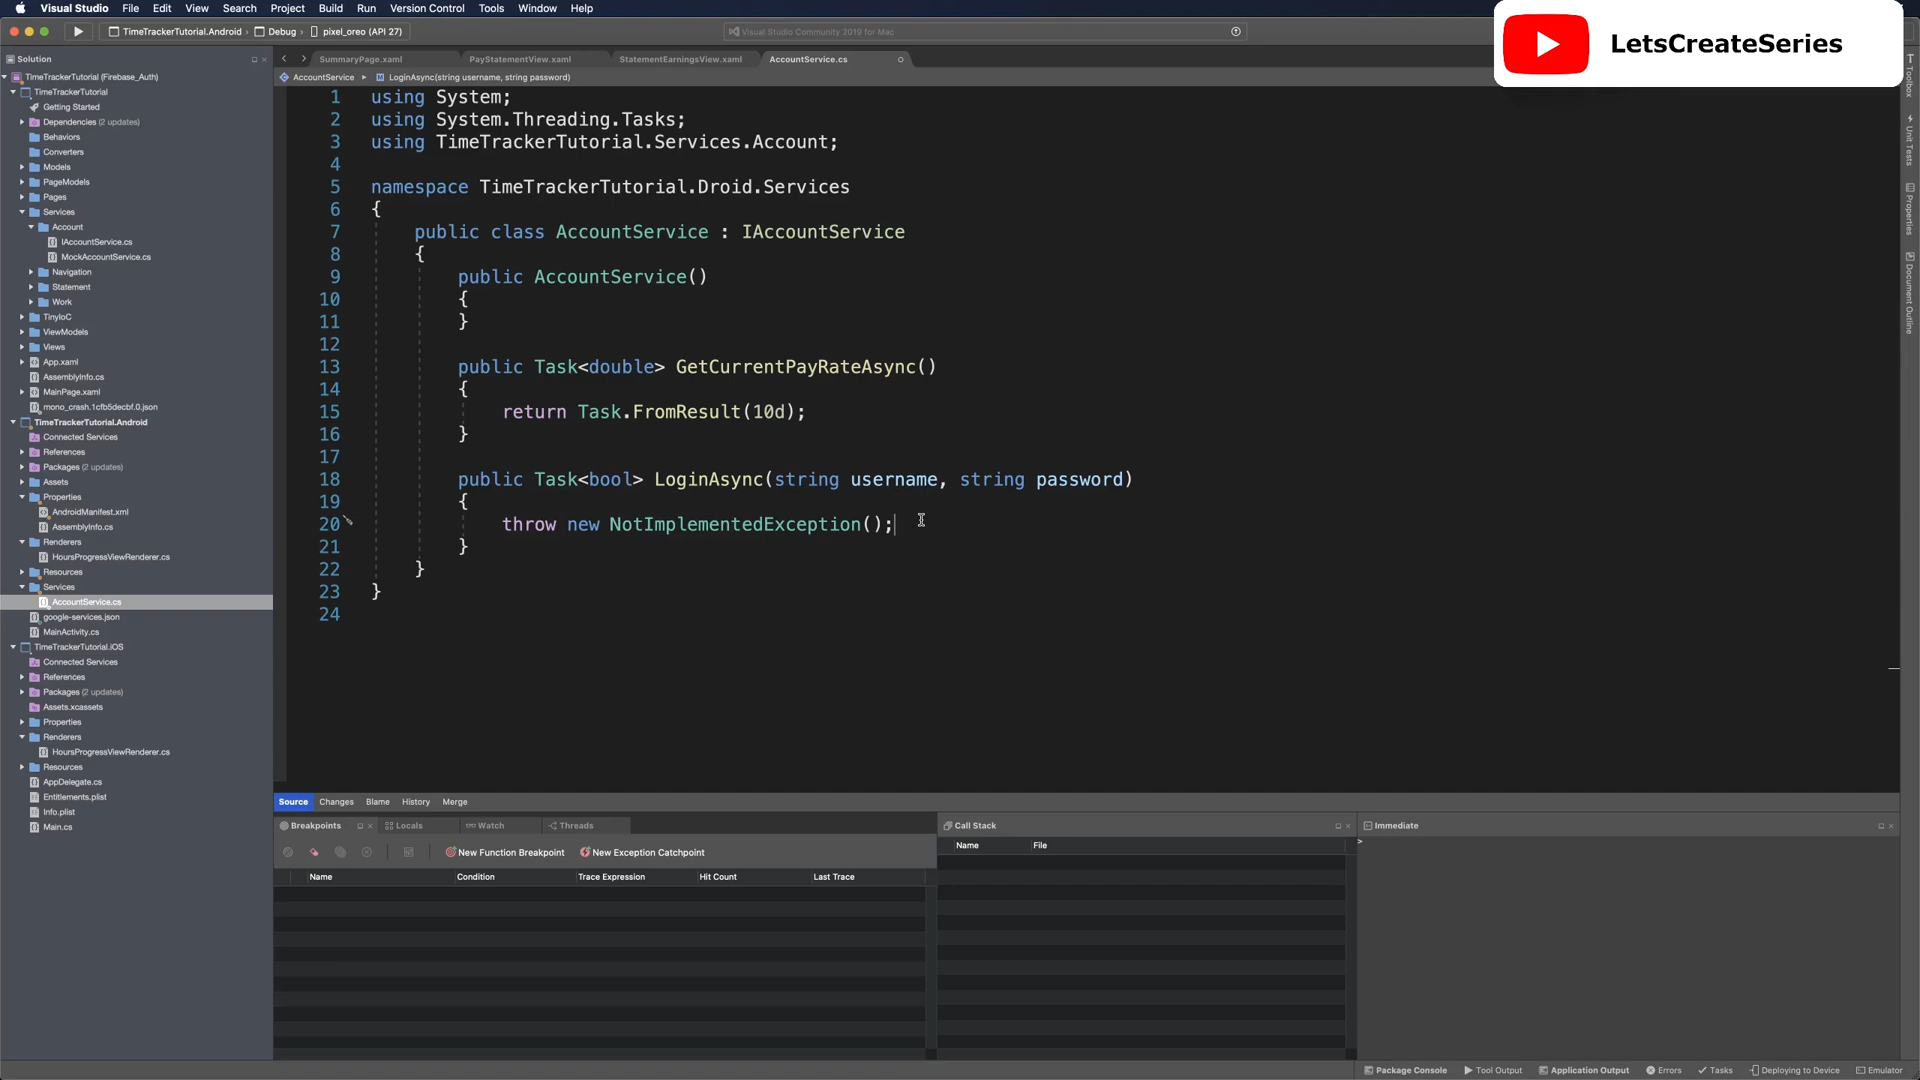 Visual Studio File Edit View Search Project Build Run Version Control Tools Window Help
TimeTrackerTutorial.Android > Debug > pixel_oreo (API 27)
Visual Studio Community 2019 for Mac
LetsCreateSeries
Solution
SummaryPage.xaml PayStatementView.xaml StatementEarningsView.xaml AccountService.cs
AccountService LoginAsync(string username, string password)
TimeTrackerTutorial (Firebase_Auth)
TimeTrackerTutorial
Getting Started
Dependencies (2 updates)
Behaviors
Converters
Models
PageModels
Pages
Services
Account
IAccountService.cs
MockAccountService.cs
Navigation
Statement
Work
TinyIoC
ViewModels
Views
App.xaml
AssemblyInfo.cs
MainPage.xaml
mono_crash.1cfb5decbf.0.json
TimeTrackerTutorial.Android
Connected Services
References
Packages (2 updates)
Assets
Properties
AndroidManifest.xml
AssemblyInfo.cs
Renderers
HoursProgressViewRenderer.cs
Resources
Services
AccountService.cs
google-services.json
MainActivity.cs
TimeTrackerTutorial.iOS
Connected Services
References
Packages (2 updates)
Assets.xcassets
Properties
Renderers
HoursProgressViewRenderer.cs
Resources
AppDelegate.cs
Entitlements.plist
Info.plist
Main.cs
1 using System;
2 using System.Threading.Tasks;
3 using TimeTrackerTutorial.Services.Account;
4
5 namespace TimeTrackerTutorial.Droid.Services
6 {
7 public class AccountService : IAccountService
8 {
9 public AccountService()
10 {
11 }
12
13 public Task<double> GetCurrentPayRateAsync()
14 {
15 return Task.FromResult(10d);
16 }
17
18 public Task<bool> LoginAsync(string username, string password)
19 {
20 throw new NotImplementedException();
21 }
22 }
23 }
24
Toolbox
Unit Tests
Properties
Document Outline
Source Changes Blame History Merge
Breakpoints Locals Watch Threads
New Function Breakpoint New Exception Catchpoint
Name Condition Trace Expression Hit Count Last Trace
Call Stack
Name File
Immediate
>
Package Console Tool Output Application Output Errors Tasks Deploying to Device Emulator